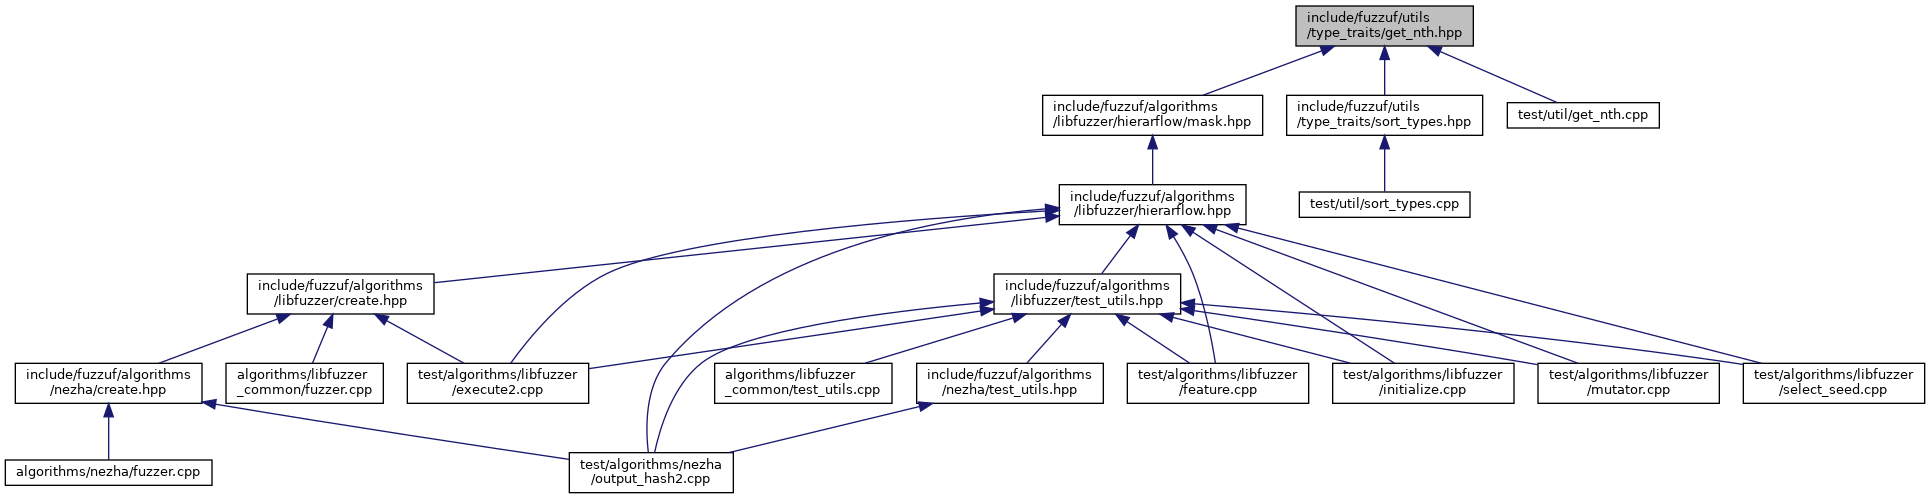 include/fuzzuf/utils
/type_traits/get_nth.hpp
include/fuzzuf/algorithms
/libfuzzer/hierarflow/mask.hpp
include/fuzzuf/utils
/type_traits/sort_types.hpp
test/util/get_nth.cpp
include/fuzzuf/algorithms
/libfuzzer/hierarflow.hpp
test/util/sort_types.cpp
include/fuzzuf/algorithms
/libfuzzer/create.hpp
include/fuzzuf/algorithms
/libfuzzer/test_utils.hpp
include/fuzzuf/algorithms
/nezha/create.hpp
algorithms/libfuzzer
_common/fuzzer.cpp
test/algorithms/libfuzzer
/execute2.cpp
algorithms/libfuzzer
_common/test_utils.cpp
include/fuzzuf/algorithms
/nezha/test_utils.hpp
test/algorithms/libfuzzer
/feature.cpp
test/algorithms/libfuzzer
/initialize.cpp
test/algorithms/libfuzzer
/mutator.cpp
test/algorithms/libfuzzer
/select_seed.cpp
algorithms/nezha/fuzzer.cpp
test/algorithms/nezha
/output_hash2.cpp